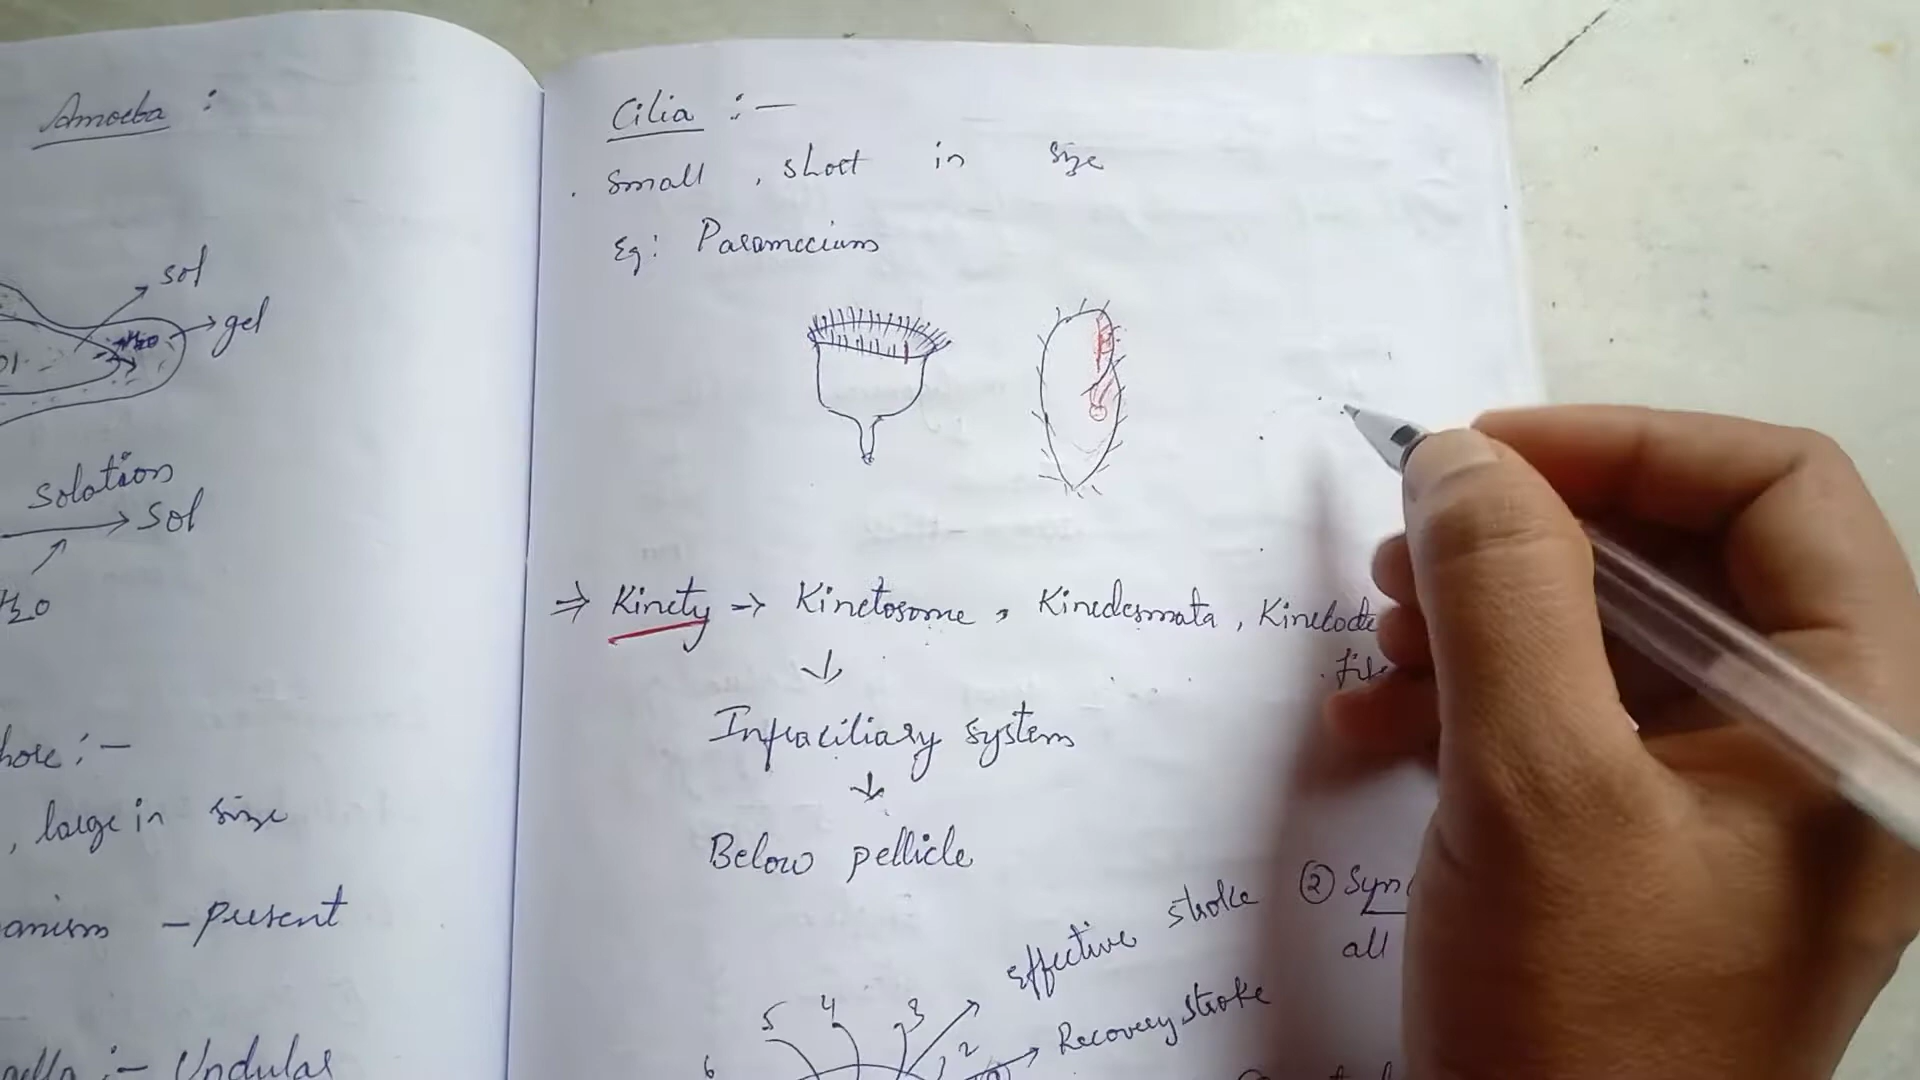 Amoeba :
sol
gel
H2O
Solation
Sol
H2O
hore :-
, large in size
anism - present
gella :- Undular
Cilia :-
. Small , short in size
Eg: Paramecium
⇒ Kinety → Kinetosome , Kinedesmata , Kinetode
↓
Infraciliary system
↓
Below pellicle
Effective stroke
② Syn
all
Recovery stroke
6 5 4 3 2